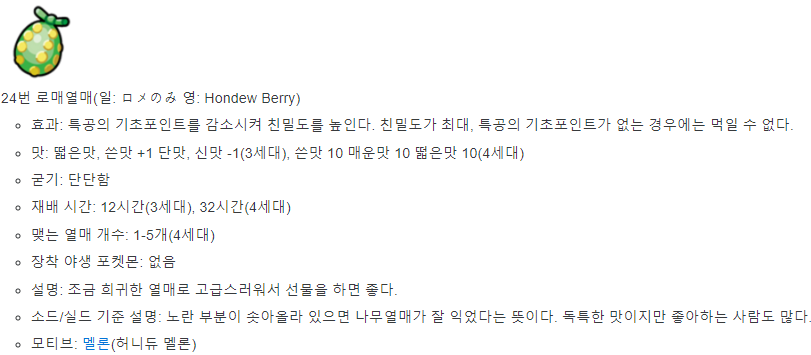 24번 로매열매(일: ロメのみ 영: Hondew Berry)
효과: 특공의 기초포인트를 감소시켜 친밀도를 높인다. 친밀도가 최대, 특공의 기초포인트가 없는 경우에는 먹일 수 없다.
맛: 떫은맛, 쓴맛 +1 단맛, 신맛 -1(3세대), 쓴맛 10 매운맛 10 떫은맛 10(4세대)
굳기: 단단함
재배 시간: 12시간(3세대), 32시간(4세대)
맺는 열매 개수: 1-5개(4세대)
장착 야생 포켓몬: 없음
설명: 조금 희귀한 열매로 고급스러워서 선물을 하면 좋다.
소드/실드 기준 설명: 노란 부분이 솟아올라 있으면 나무열매가 잘 익었다는 뜻이다. 독특한 맛이지만 좋아하는 사람도 많다.
모티브: 멜론(허니듀 멜론)